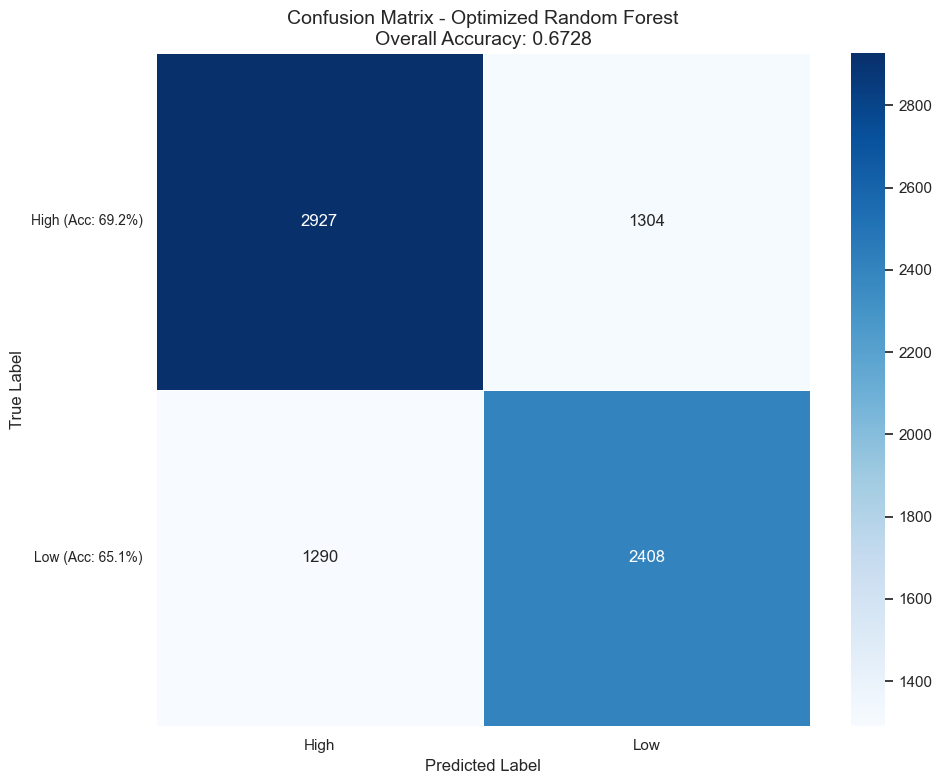 Confusion Matrix - Optimized Random Forest
Overall Accuracy: 0.6728
High (Acc: 69.2%)
2927
1304
Low (Acc: 65.1%)
1290
2408
High
Low
Predicted Label
True Label
2800
2600
2400
2200
2000
1800
1600
1400